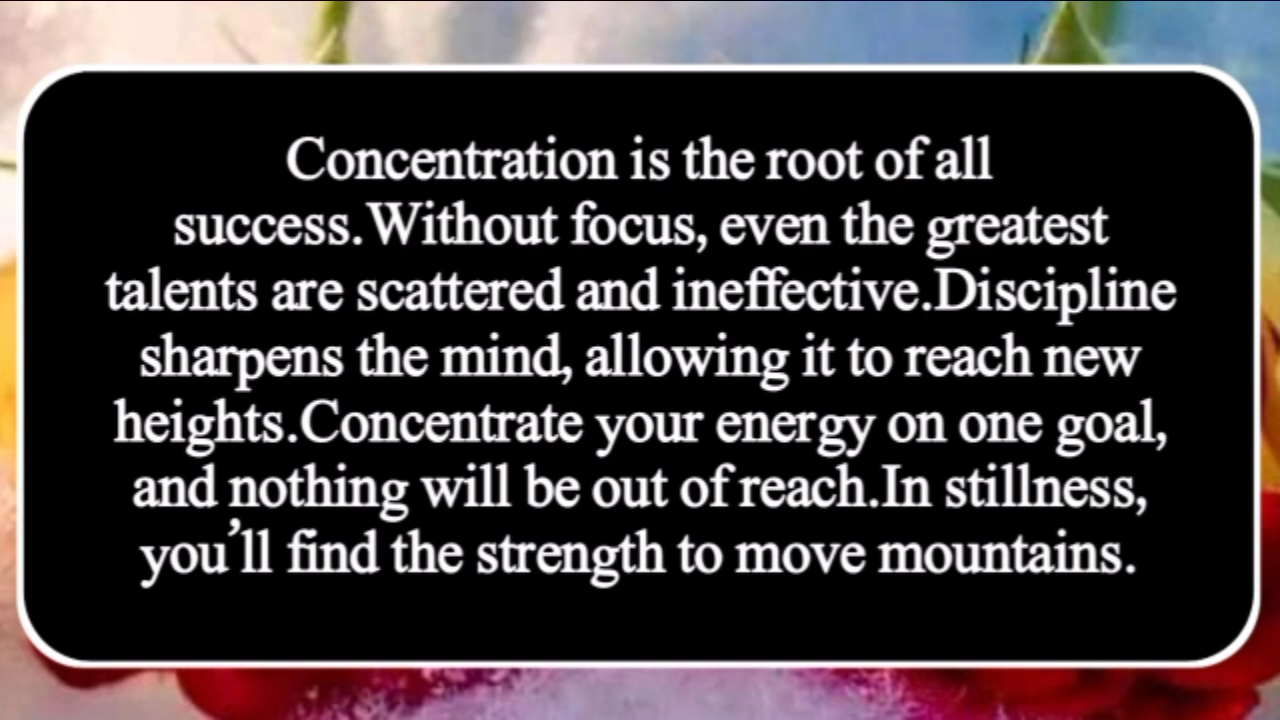 Concentration is the root of all
success.Without focus, even the greatest
talents are scattered and ineffective.Discipline
sharpens the mind, allowing it to reach new
heights.Concentrate your energy on one goal,
and nothing will be out of reach.In stillness,
you’ll find the strength to move mountains.